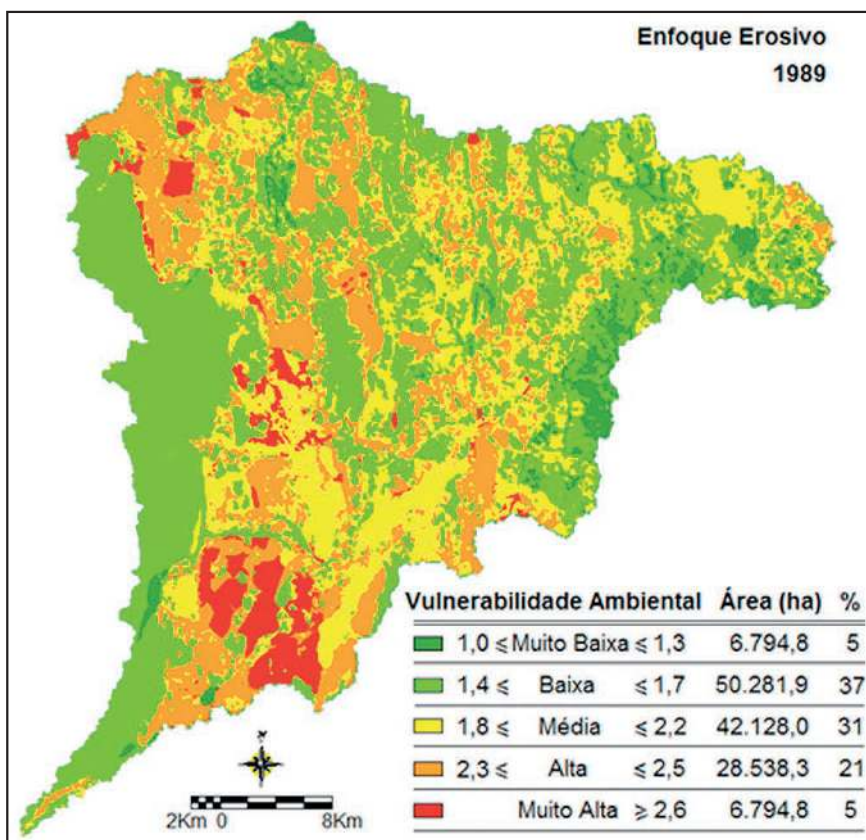 Enfoque Erosivo
1989
Vulnerabilidade Ambiental Área (ha) %
1,0 ⩽ Muito Baixa ⩽ 1,3 6.794,8 5
1,4 ⩽ Baixa ⩽ 1,7 50.281,9 37
1,8 ⩽ Média ⩽ 2,2 42.128,0 31
2,3 ⩽ Alta ⩽ 2,5 28.538,3 21
Muito Alta ⩾ 2,6 6.794,8 5
2Km 0 8Km